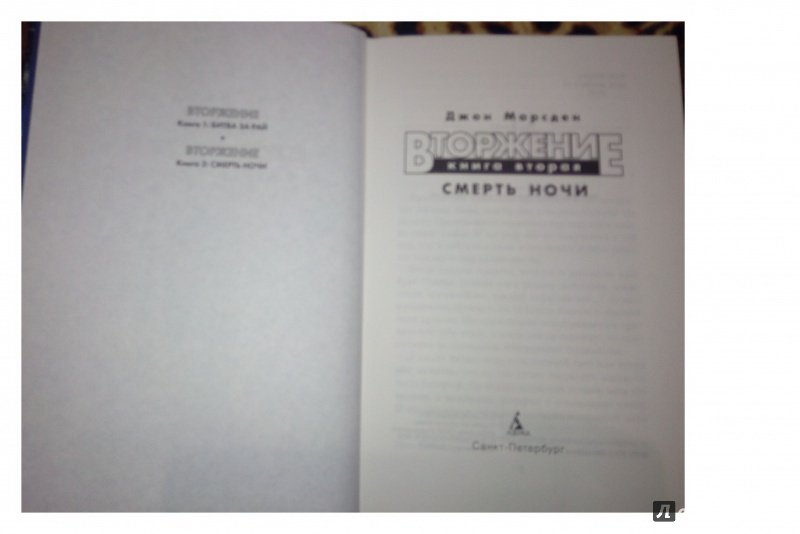 ВТОРЖЕНИЕ
Книга 1: БИТВА ЗА РАЙ
ВТОРЖЕНИЕ
Книга 2: СМЕРТЬ НОЧИ
Джон Марсден
ВТОРЖЕНИЕ
книга вторая
СМЕРТЬ НОЧИ
АЗБУКА
Санкт-Петербург